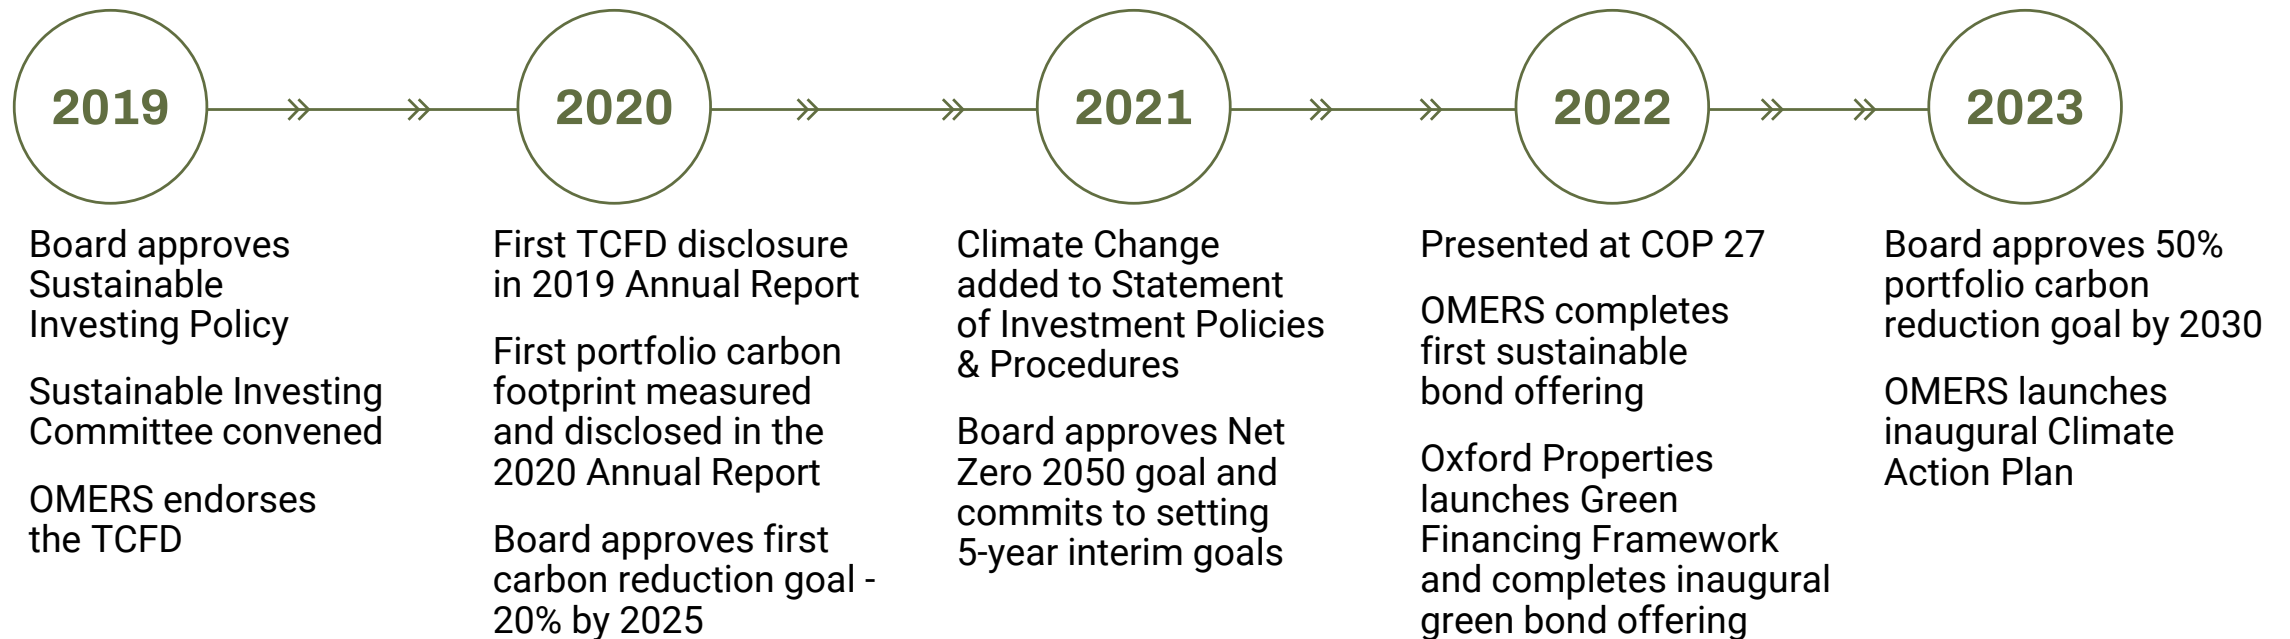 2019
2020
2021
2022
2023
Board approves
Sustainable
Investing Policy
Sustainable Investing
Committee convened
OMERS endorses
the TCFD
First TCFD disclosure
in 2019 Annual Report
First portfolio carbon
footprint measured
and disclosed in the
2020 Annual Report
Board approves first
carbon reduction goal -
20% by 2025
Climate Change
added to Statement
of Investment Policies
& Procedures
Board approves Net
Zero 2050 goal and
commits to setting
5-year interim goals
Presented at COP 27
OMERS completes
first sustainable
bond offering
Oxford Properties
launches Green
Financing Framework
and completes inaugural
green bond offering
Board approves 50%
portfolio carbon
reduction goal by 2030
OMERS launches
inaugural Climate
Action Plan